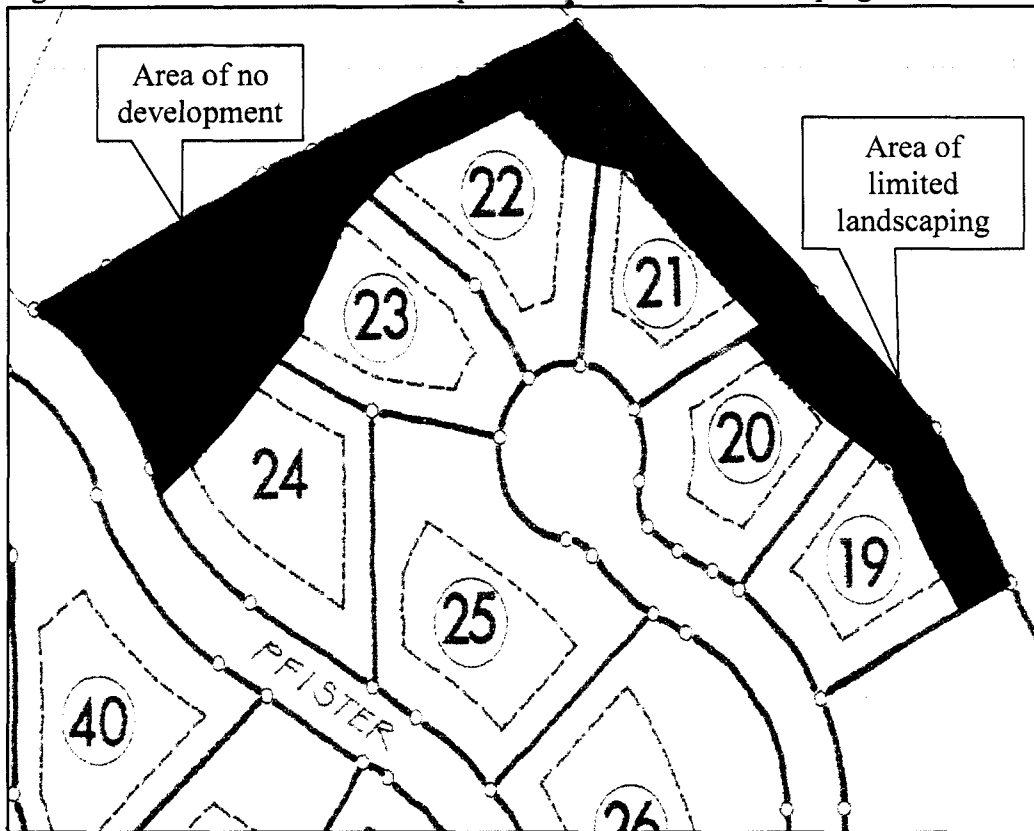 Area of no
development
Area of
limited
landscaping
22
21
23
20
24
19
25
PFISTER
40
26